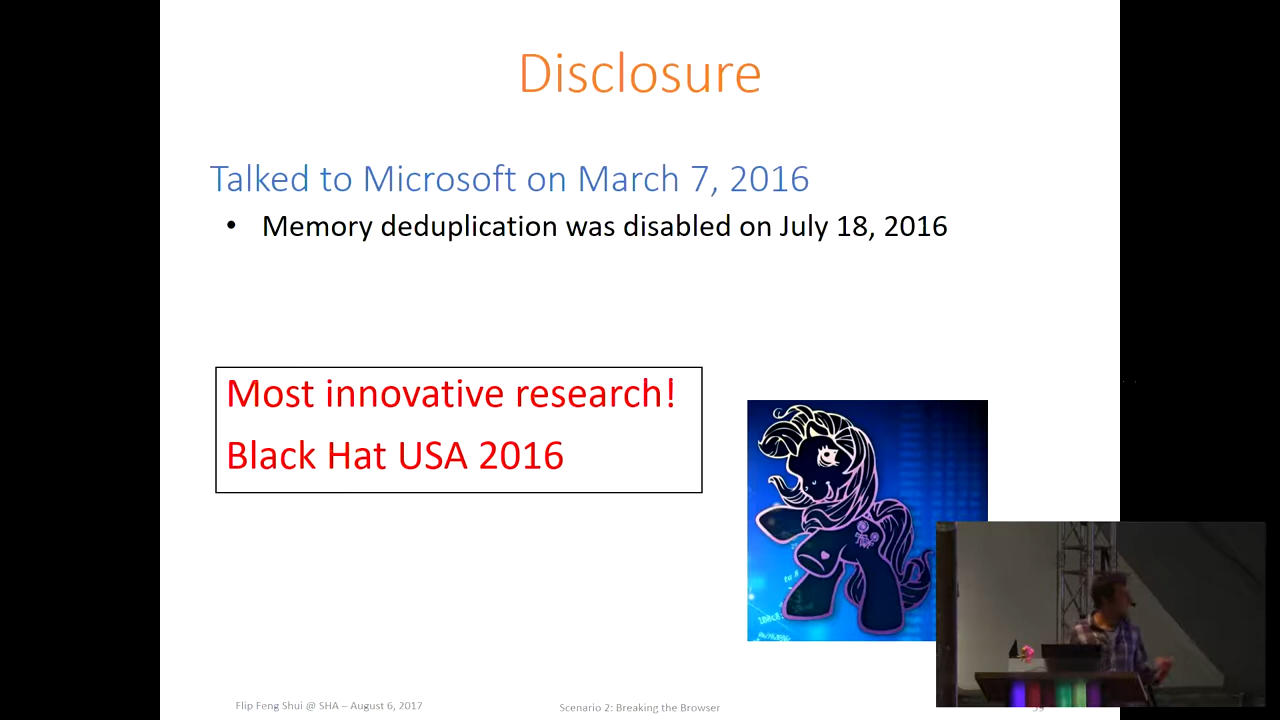 Disclosure
Talked to Microsoft on March 7, 2016
• Memory deduplication was disabled on July 18, 2016
Most innovative research!
Black Hat USA 2016
Flip Feng Shui @ SHA – August 6, 2017
Scenario 2: Breaking the Browser